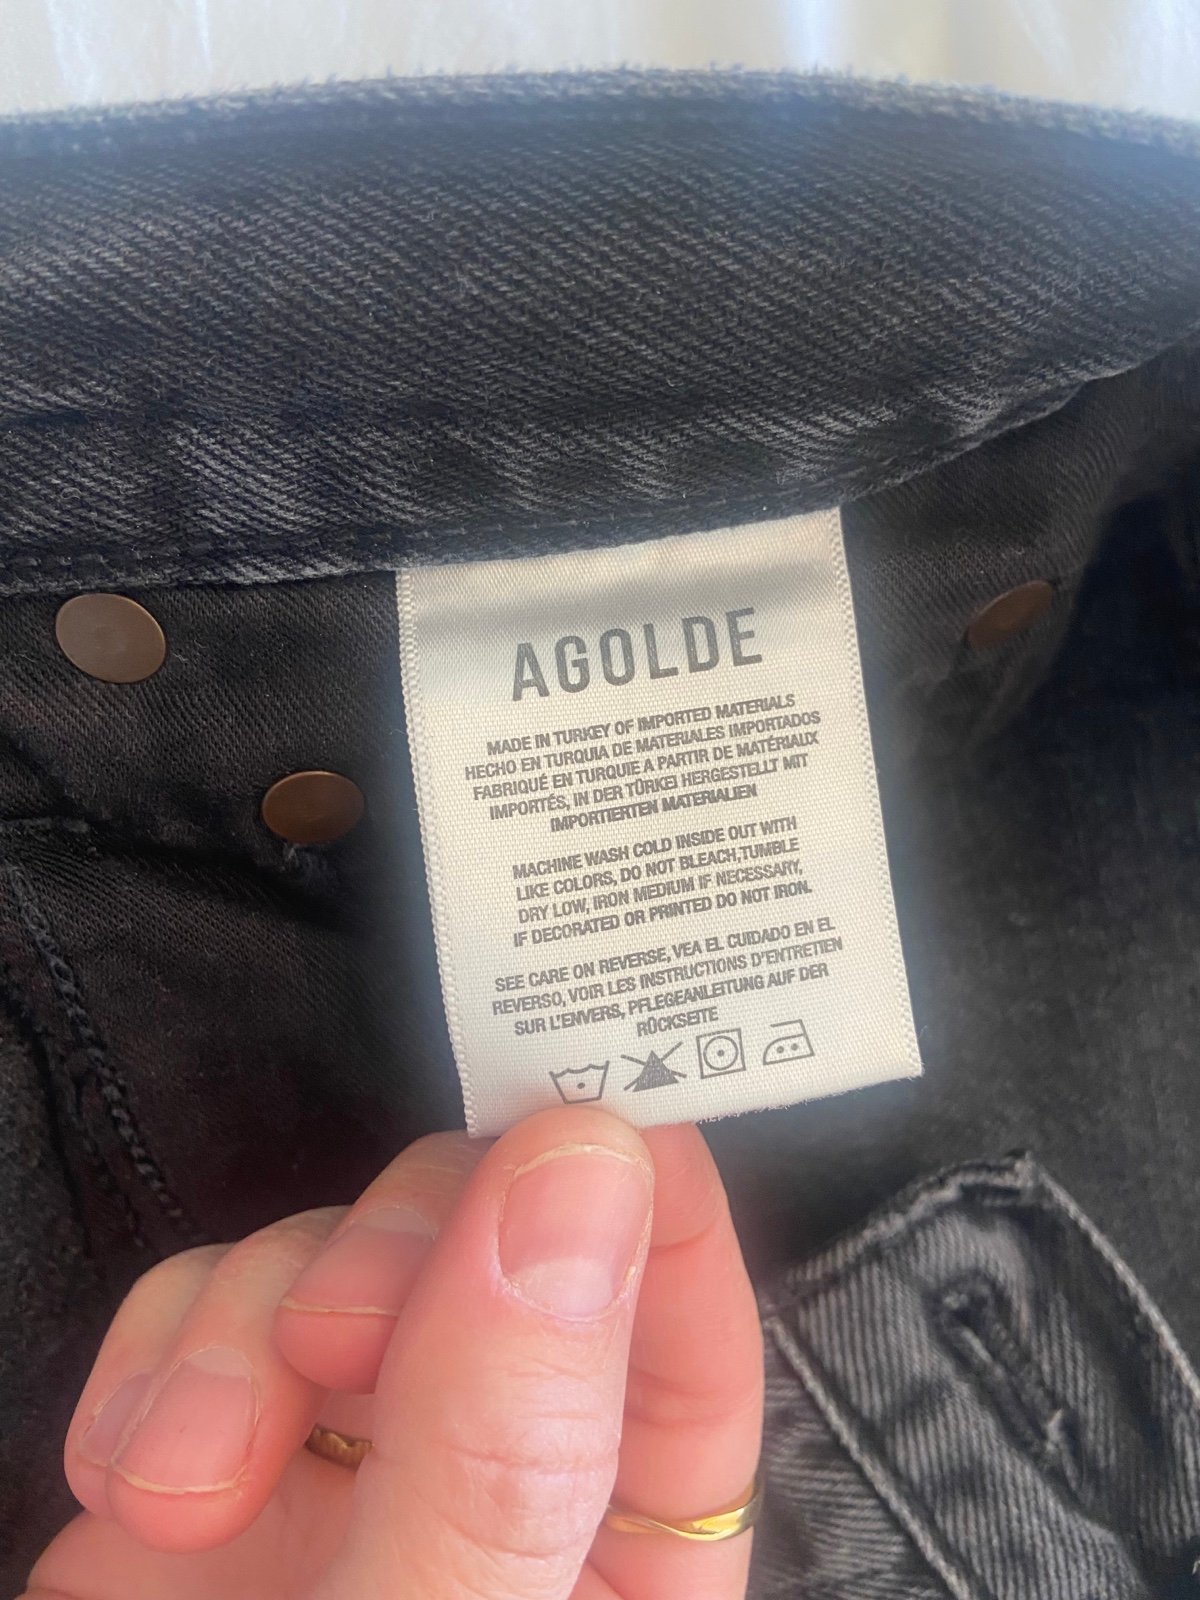 AGOLDE
MADE IN TURKEY OF IMPORTED MATERIALS
HECHO EN TURQUIA DE MATERIALES IMPORTADOS
FABRIQUÉ EN TURQUIE A PARTIR DE MATÉRIAUX
IMPORTÉS, IN DER TÜRKEI HERGESTELLT MIT
IMPORTIERTEN MATERIALIEN
MACHINE WASH COLD INSIDE OUT WITH
LIKE COLORS, DO NOT BLEACH,TUMBLE
DRY LOW, IRON MEDIUM IF NECESSARY,
IF DECORATED OR PRINTED DO NOT IRON.
SEE CARE ON REVERSE, VEA EL CUIDADO EN EL
REVERSO, VOIR LES INSTRUCTIONS D'ENTRETIEN
SUR L'ENVERS, PFLEGEANLEITUNG AUF DER
RÜCKSEITE